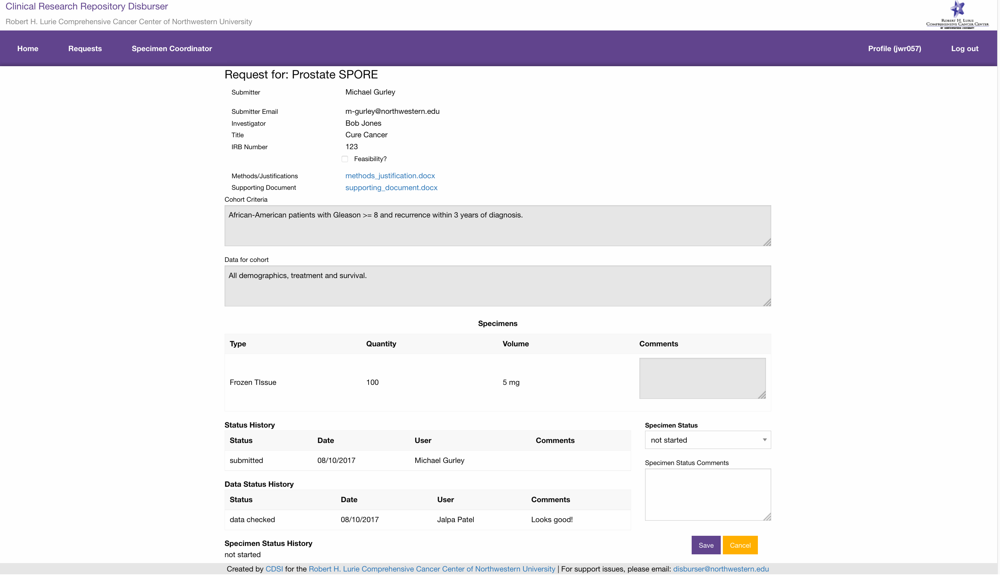 Clinical Research Repository Disburser
Robert H. Lurie Comprehensive Cancer Center of Northwestern University
ROBERT H. LURIE
COMPREHENSIVE CANCER CENTER
OF NORTHWESTERN UNIVERSITY
Home Requests Specimen Coordinator Profile (jwr057) Log out
Request for: Prostate SPORE
Submitter Michael Gurley
Submitter Email m-gurley@northwestern.edu
Investigator Bob Jones
Title Cure Cancer
IRB Number 123
Feasibility?
Methods/Justifications methods_justification.docx
Supporting Document supporting_document.docx
Cohort Criteria
African-American patients with Gleason >= 8 and recurrence within 3 years of diagnosis.
Data for cohort
All demographics, treatment and survival.
Specimens
Type Quantity Volume Comments
Frozen TIssue 100 5 mg
Status History
Status Date User Comments
submitted 08/10/2017 Michael Gurley
Data Status History
Status Date User Comments
data checked 08/10/2017 Jalpa Patel Looks good!
Specimen Status History
not started
Specimen Status
not started
Specimen Status Comments
Save Cancel
Created by CDSI for the Robert H. Lurie Comprehensive Cancer Center of Northwestern University | For support issues, please email: disburser@northwestern.edu